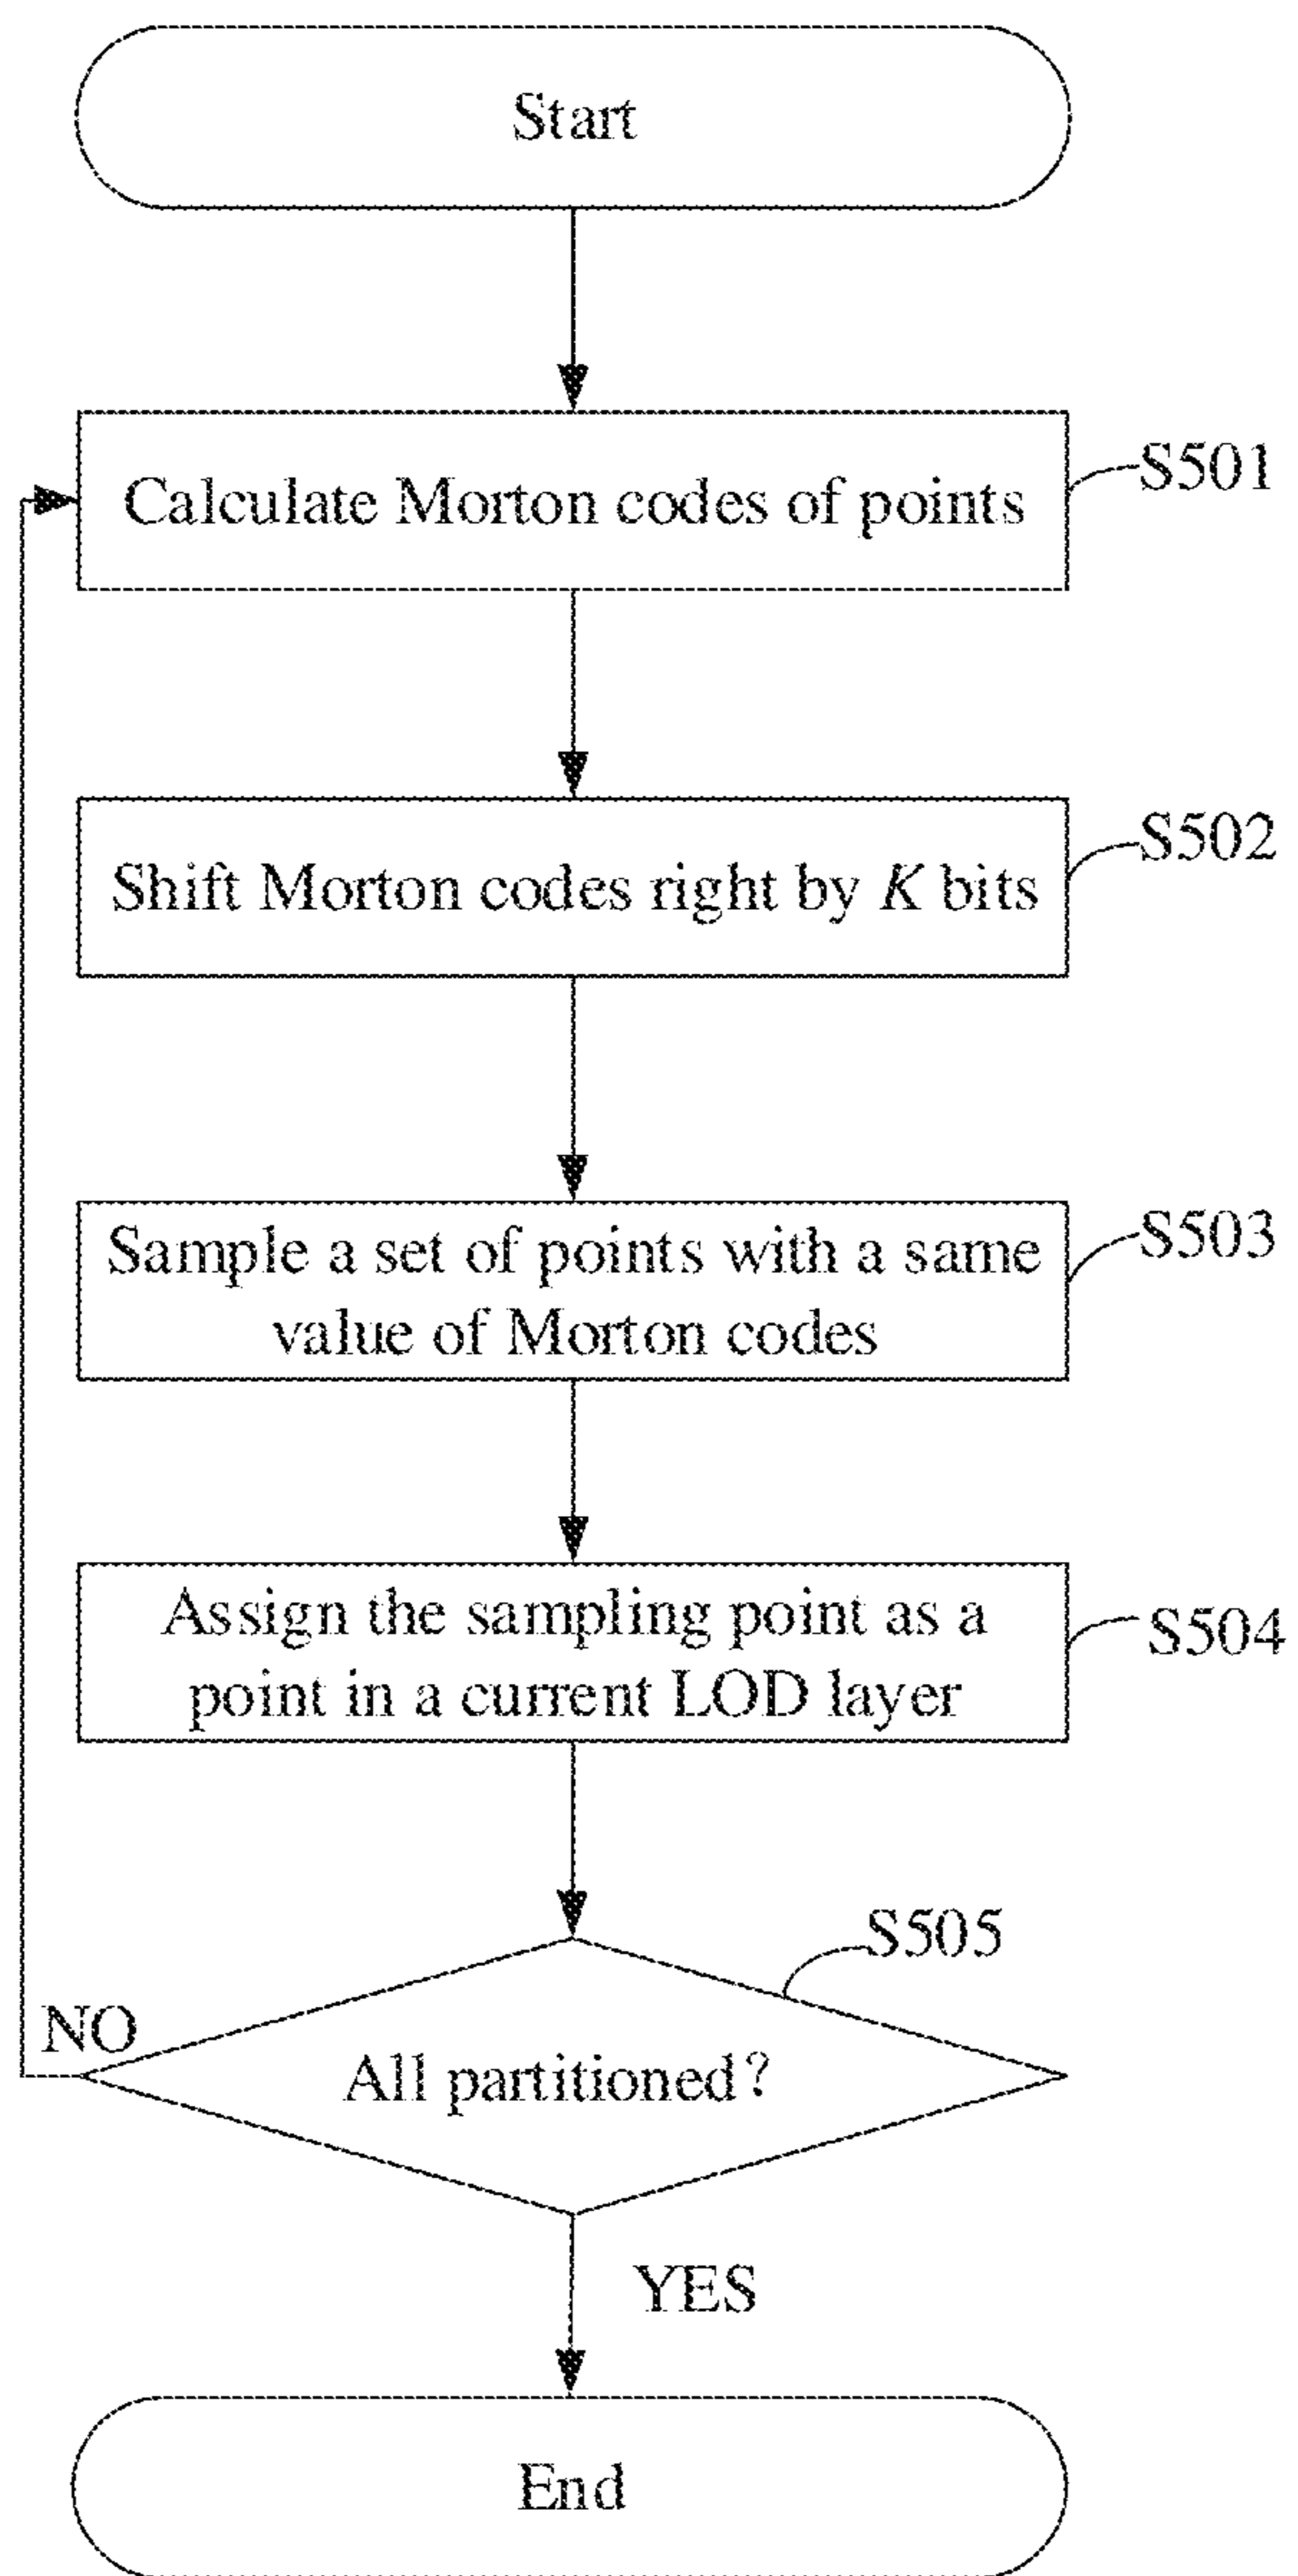 Start
Calculate Morton codes of points
S501
Shift Morton codes right by K bits
S502
Sample a set of points with a same
value of Morton codes
S503
Assign the sampling point as a
point in a current LOD layer
S504
S505
NO
All partitioned?
YES
End